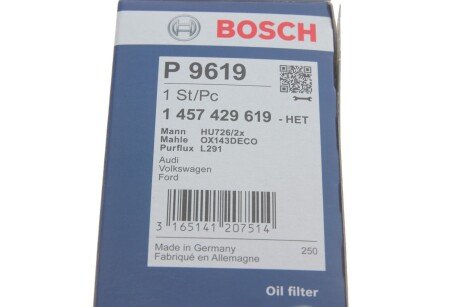 BOSCH
P 9619
1 St/Pc
1 457 429 619 - HET
Mann HU726/2x
Mahle OX143DECO
Purflux L291
Audi
Volkswagen
Ford
3 165141 207514
Made in Germany 250
Fabriqué en Allemagne
Oil filter